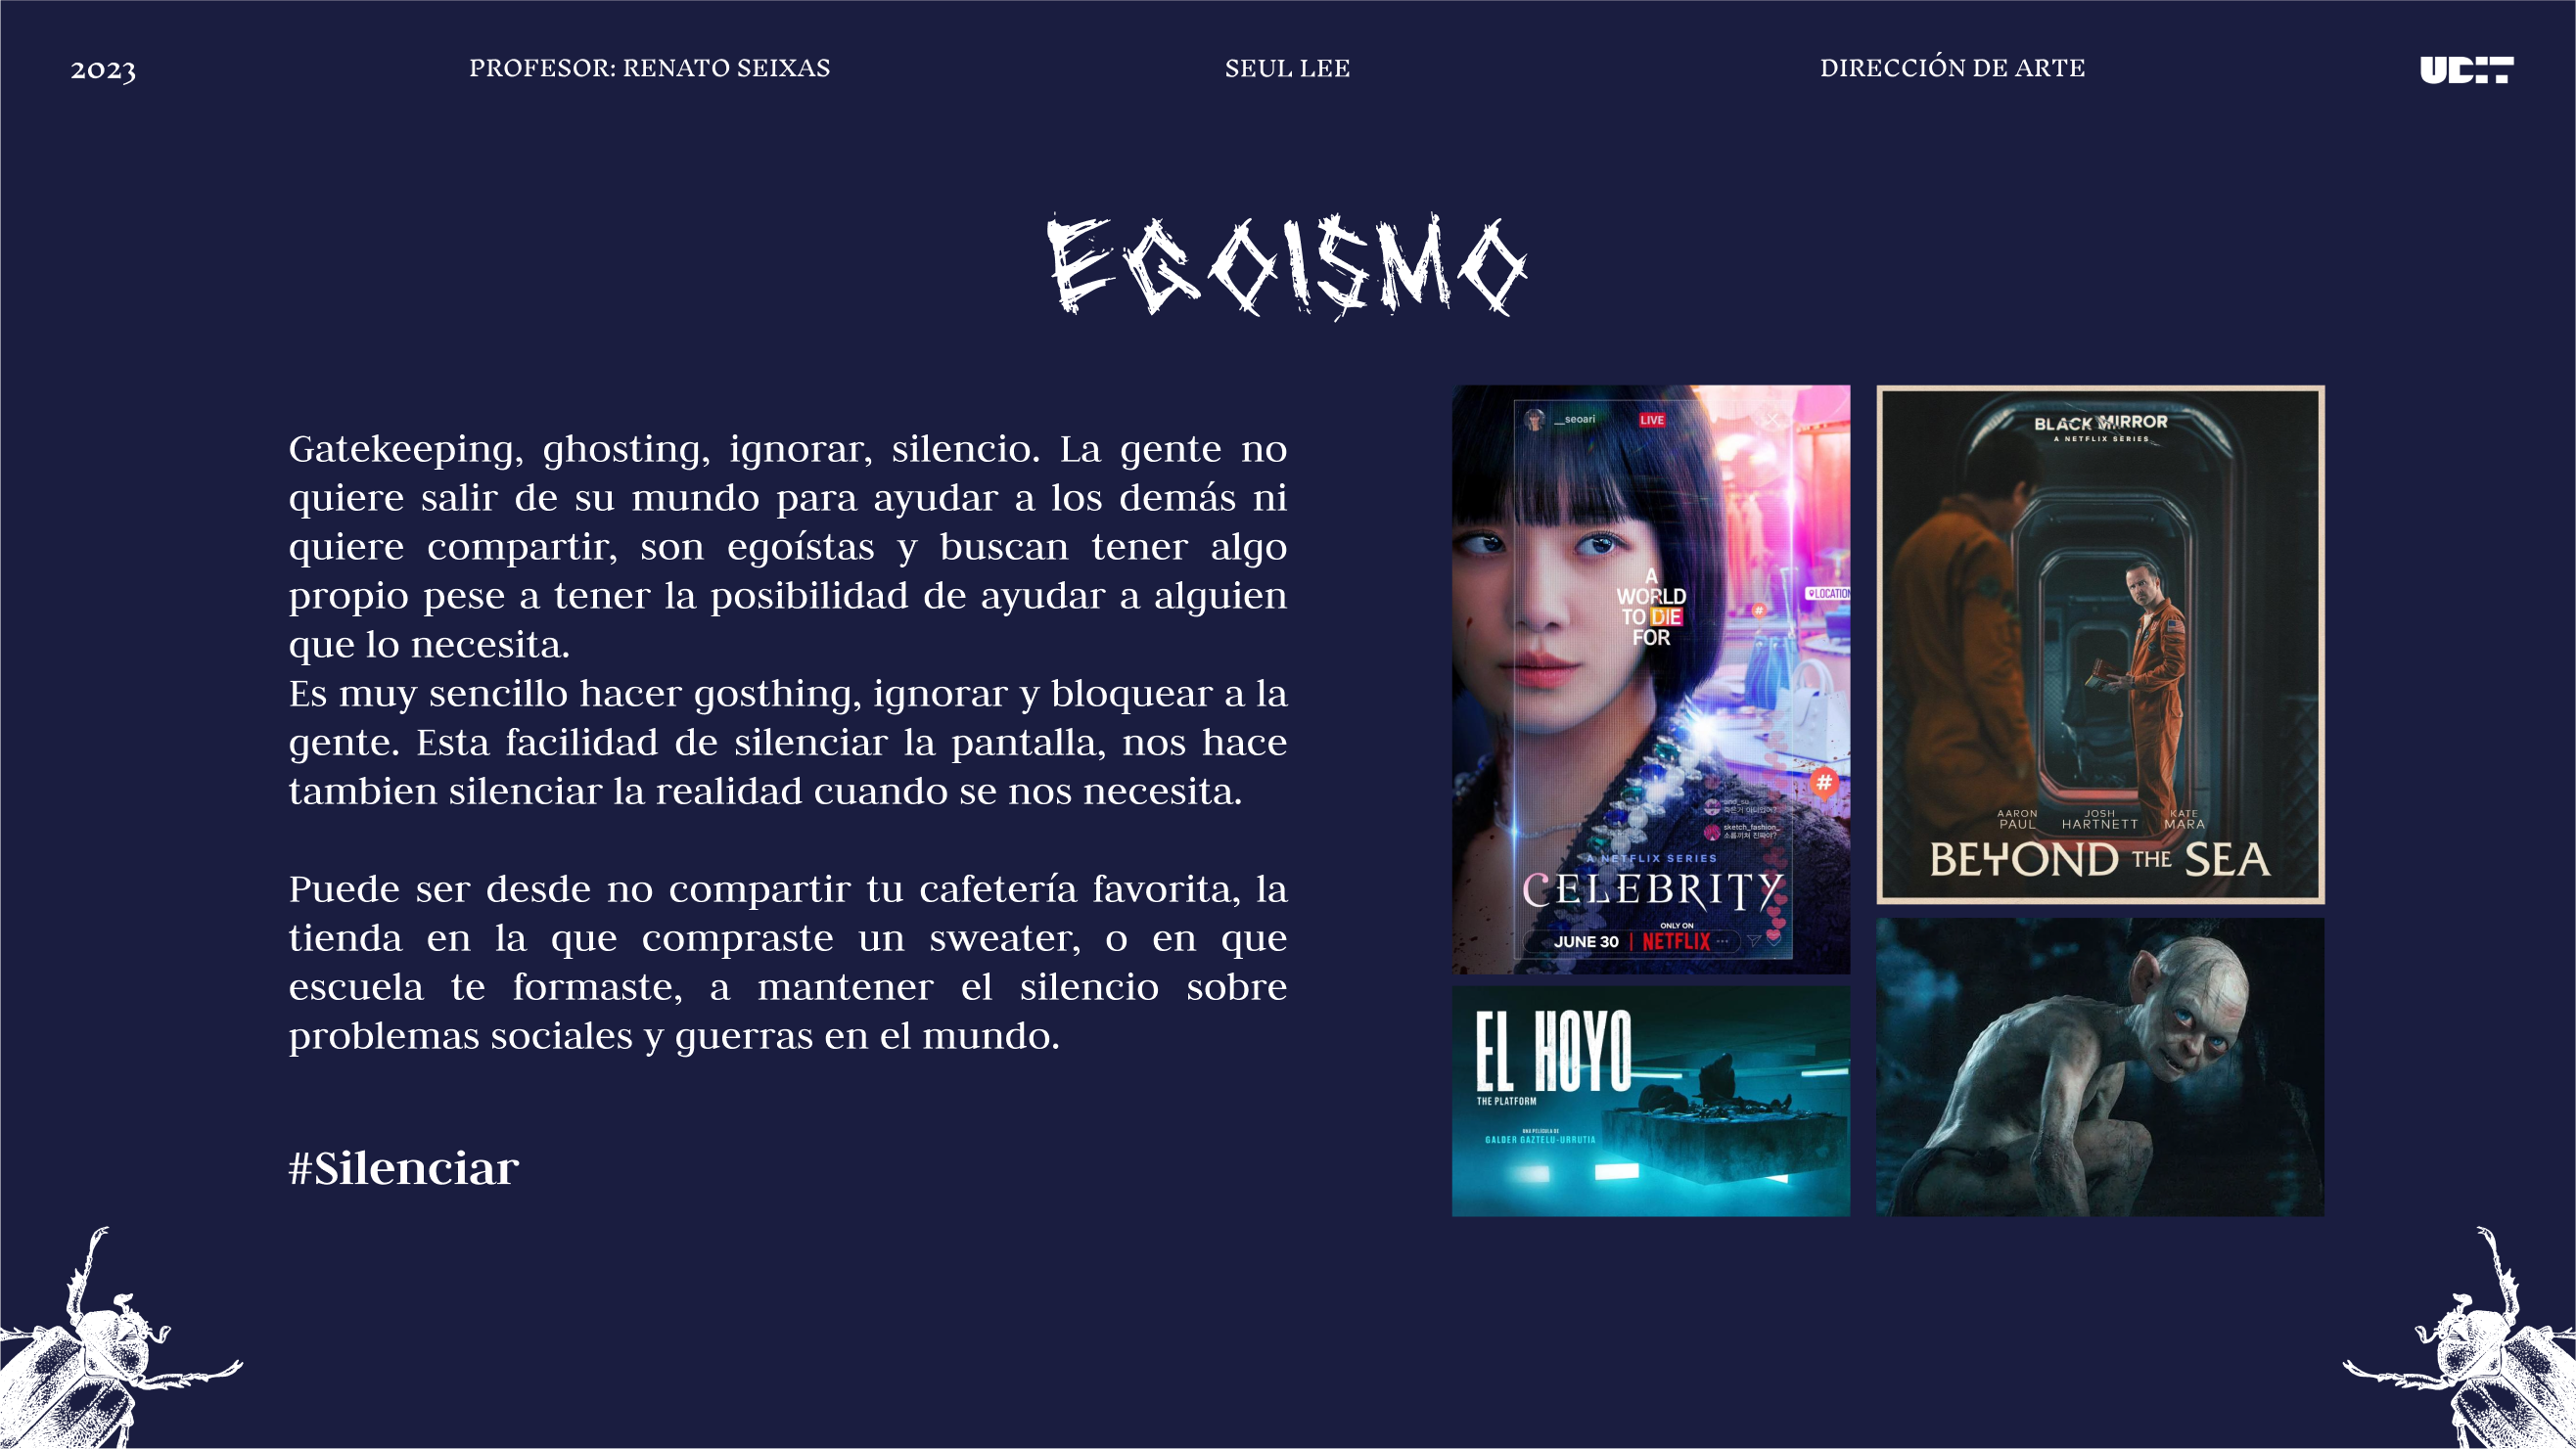 2023
PROFESOR: RENATO SEIXAS
SEUL LEE
DIRECCIÓN DE ARTE
UDIT
EGOISMO
Gatekeeping, ghosting, ignorar, silencio. La gente no
quiere salir de su mundo para ayudar a los demás ni
quiere compartir, son egoístas y buscan tener algo
propio pese a tener la posibilidad de ayudar a alguien
que lo necesita.
Es muy sencillo hacer gosthing, ignorar y bloquear a la
gente. Esta facilidad de silenciar la pantalla, nos hace
tambien silenciar la realidad cuando se nos necesita.
Puede ser desde no compartir tu cafetería favorita, la
tienda en la que compraste un sweater, o en que
escuela te formaste, a mantener el silencio sobre
problemas sociales y guerras en el mundo.
#Silenciar
__seoari
LIVE
A
WORLD
TO DIE
FOR
LOCATION
#
#
sketch_fashion_
A NETFLIX SERIES
CELEBRITY
ONLY ON
JUNE 30 | NETFLIX
BLACK MIRROR
A NETFLIX SERIES
AARON PAUL
JOSH HARTNETT
KATE MARA
BEYOND THE SEA
EL HOYO
THE PLATFORM
UNA PELÍCULA DE
GALDER GAZTELU-URRUTIA